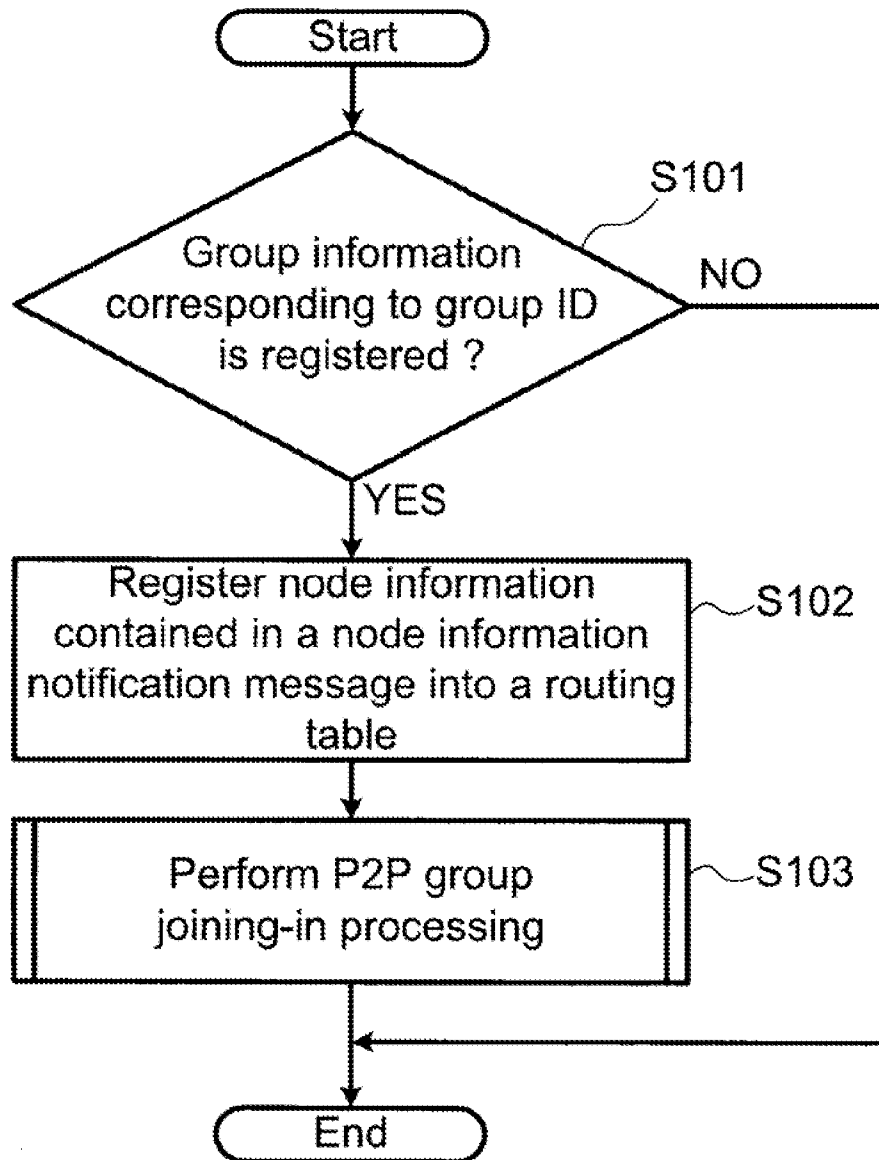 Start
S101
Group information
corresponding to group ID
is registered ?
NO
YES
Register node information
contained in a node information
notification message into a routing
table
S102
Perform P2P group
joining-in processing
S103
End